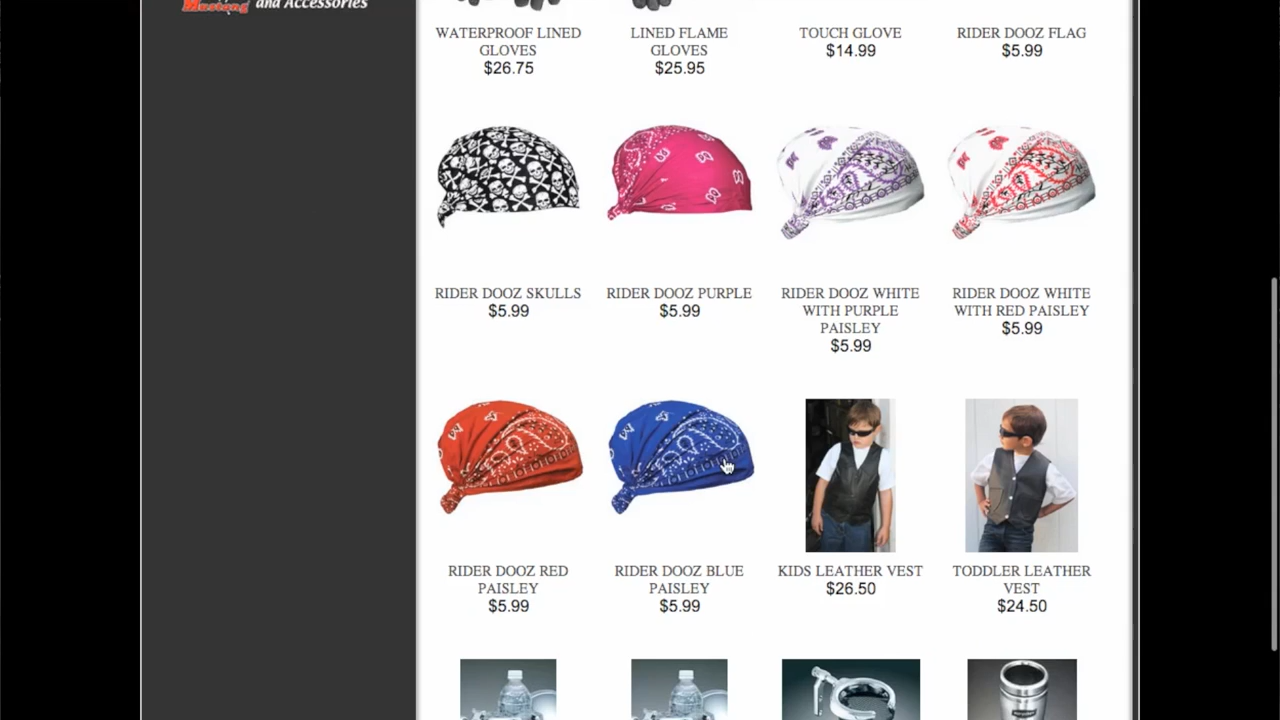 Mustang and Accessories
WATERPROOF LINED
GLOVES
$26.75
LINED FLAME
GLOVES
$25.95
TOUCH GLOVE
$14.99
RIDER DOOZ FLAG
$5.99
RIDER DOOZ SKULLS
$5.99
RIDER DOOZ PURPLE
$5.99
RIDER DOOZ WHITE
WITH PURPLE
PAISLEY
$5.99
RIDER DOOZ WHITE
WITH RED PAISLEY
$5.99
RIDER DOOZ RED
PAISLEY
$5.99
RIDER DOOZ BLUE
PAISLEY
$5.99
KIDS LEATHER VEST
$26.50
TODDLER LEATHER
VEST
$24.50